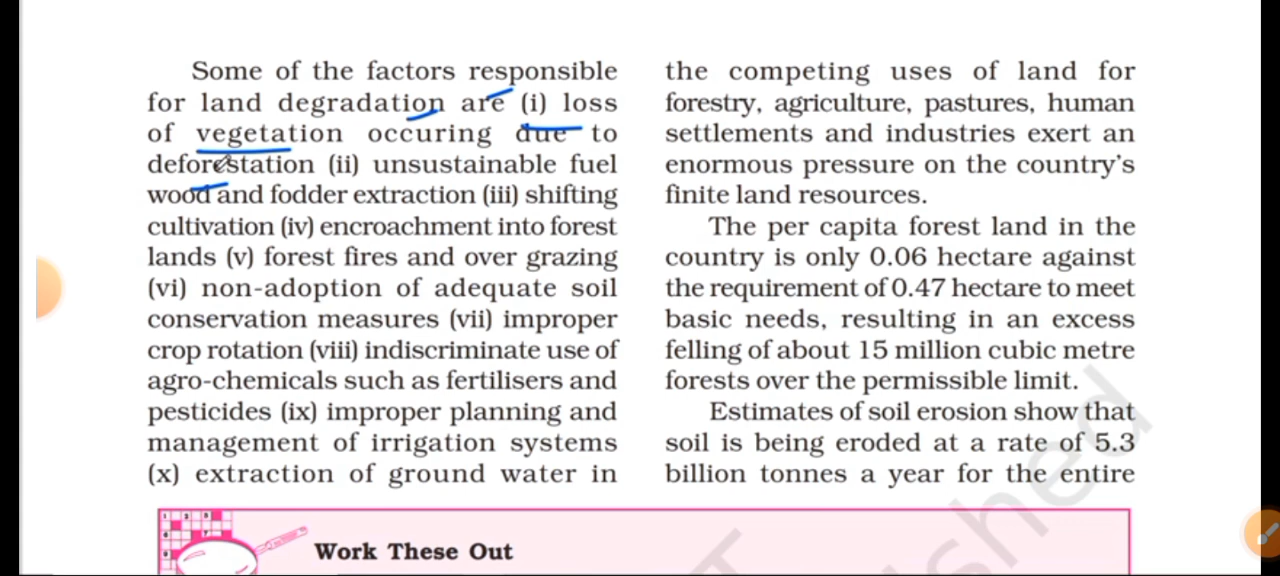 Some of the factors responsible
for land degradation are (i) loss
of vegetation occuring due to
deforestation (ii) unsustainable fuel
wood and fodder extraction (iii) shifting
cultivation (iv) encroachment into forest
lands (v) forest fires and over grazing
(vi) non-adoption of adequate soil
conservation measures (vii) improper
crop rotation (viii) indiscriminate use of
agro-chemicals such as fertilisers and
pesticides (ix) improper planning and
management of irrigation systems
(x) extraction of ground water in
the competing uses of land for
forestry, agriculture, pastures, human
settlements and industries exert an
enormous pressure on the country's
finite land resources.
The per capita forest land in the
country is only 0.06 hectare against
the requirement of 0.47 hectare to meet
basic needs, resulting in an excess
felling of about 15 million cubic metre
forests over the permissible limit.
Estimates of soil erosion show that
soil is being eroded at a rate of 5.3
billion tonnes a year for the entire
Work These Out